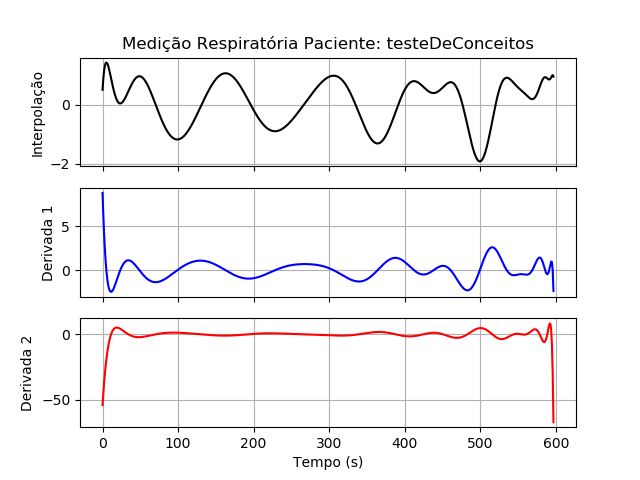 Medição Respiratória Paciente: testeDeConceitos
Interpolação
0
−2
Derivada 1
5
0
Derivada 2
0
−50
0 100 200 300 400 500 600
Tempo (s)